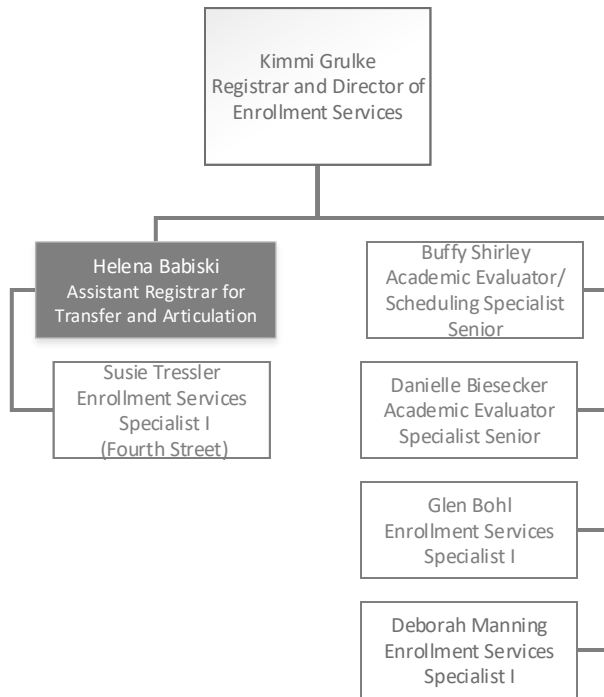 Kimmi Grulke
Registrar and Director of
Enrollment Services
Helena Babiski
Assistant Registrar for
Transfer and Articulation
Susie Tressler
Enrollment Services
Specialist I
(Fourth Street)
Buffy Shirley
Academic Evaluator/
Scheduling Specialist
Senior
Danielle Biesecker
Academic Evaluator
Specialist Senior
Glen Bohl
Enrollment Services
Specialist I
Deborah Manning
Enrollment Services
Specialist I